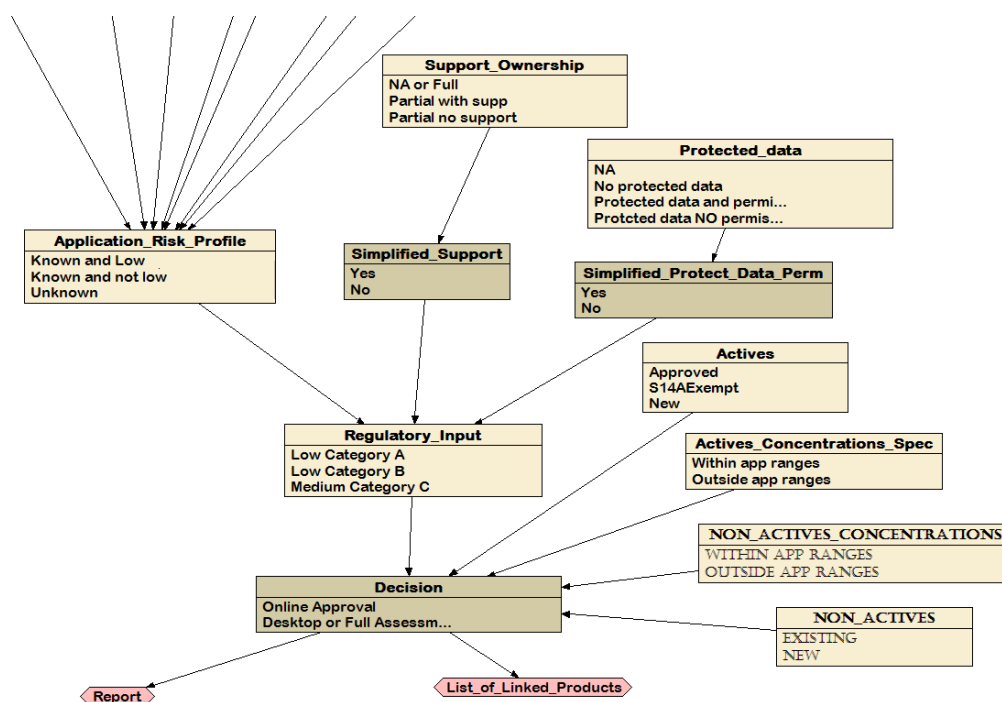 Support_Ownership
NA or Full
Partial with supp
Partial no support
Protected_data
NA
No protected data
Protected data and permi...
Protcted data NO permis...
Application_Risk_Profile
Known and Low
Known and not low
Unknown
Simplified_Support
Yes
No
Simplified_Protect_Data_Perm
Yes
No
Actives
Approved
S14AExempt
New
Regulatory_Input
Low Category A
Low Category B
Medium Category C
Actives_Concentrations_Spec
Within app ranges
Outside app ranges
NON_ACTIVES_CONCENTRATIONS
WITHIN APP RANGES
OUTSIDE APP RANGES
Decision
Online Approval
Desktop or Full Assessm...
NON_ACTIVES
EXISTING
NEW
Report
List_of_Linked_Products